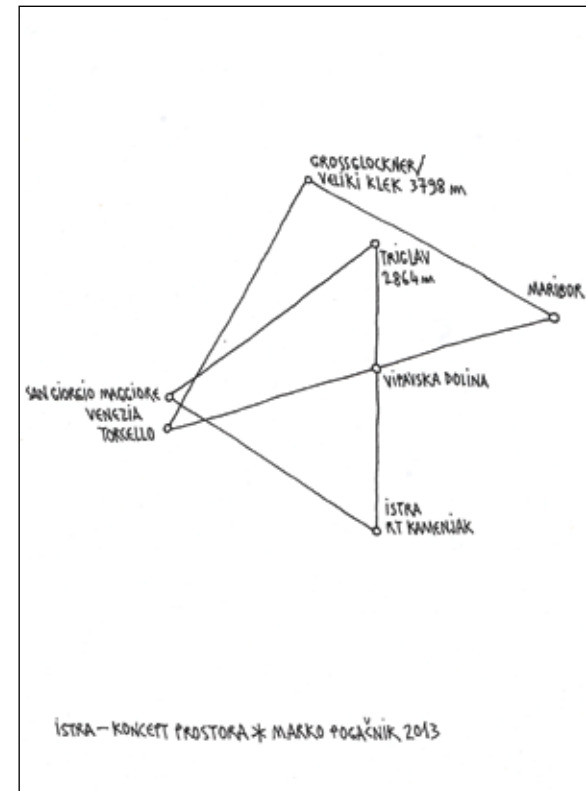 GROSSGLOCKNER/
VELIKI KLEK 3798 m
TRIGLAV
2864 m
MARIBOR
SAN GIORGIO MAGGIORE
VENEZIA
TORCELLO
VIPAVSKA DOLINA
ISTRA
RT KAMENJAK
ISTRA – KONCEPT PROSTORA * MARKO POGAČNIK 2013